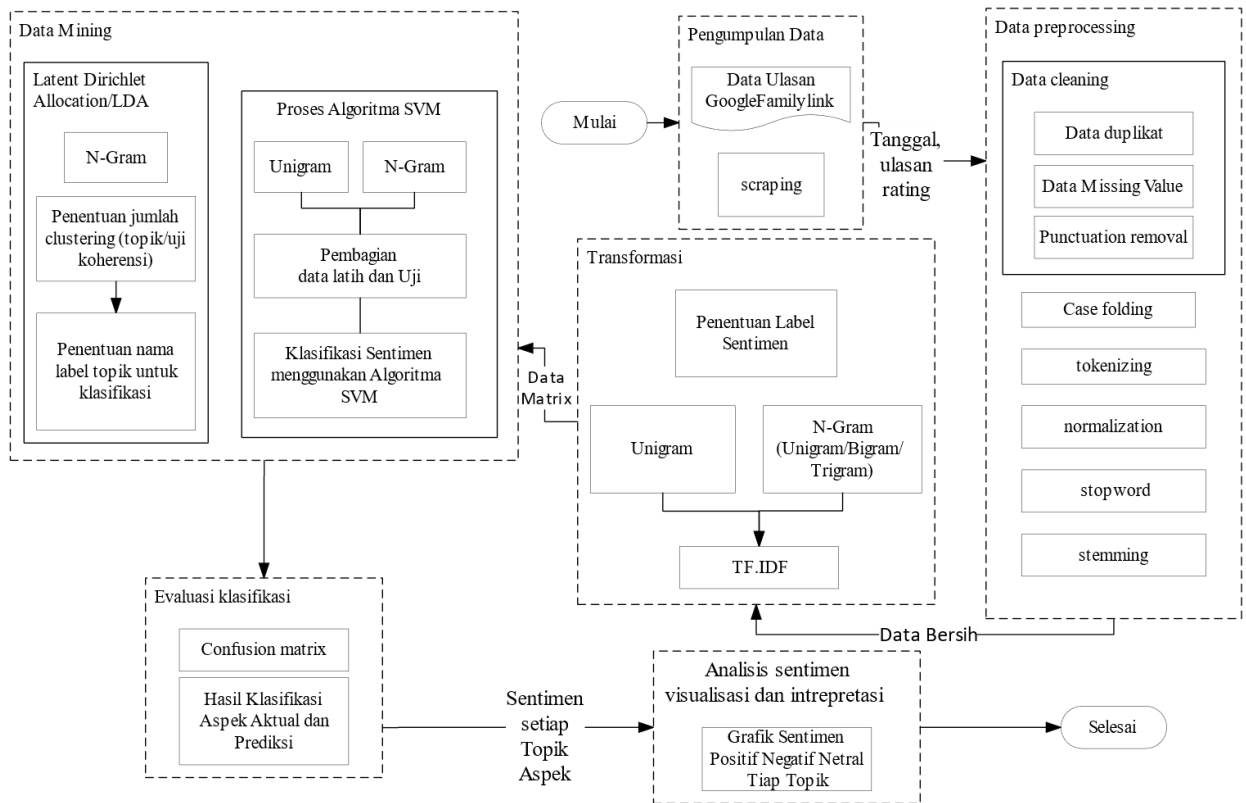 Data Mining
Latent Dirichlet
Allocation/LDA
N-Gram
Penentuan jumlah
clustering (topik/uji
koherensi)
Penentuan nama
label topik untuk
klasifikasi
Proses Algoritma SVM
Unigram
N-Gram
Pembagian
data latih dan Uji
Klasifikasi Sentimen
menggunakan Algoritma
SVM
Mulai
Pengumpulan Data
Data Ulasan
GoogleFamilylink
scraping
Tanggal,
ulasan
rating
Data preprocessing
Data cleaning
Data duplikat
Data Missing Value
Punctuation removal
Case folding
tokenizing
normalization
stopword
stemming
Data Bersih
Transformasi
Penentuan Label
Sentimen
Unigram
N-Gram
(Unigram/Bigram/
Trigram)
TF.IDF
Data
Matrix
Evaluasi klasifikasi
Confusion matrix
Hasil Klasifikasi
Aspek Aktual dan
Prediksi
Sentimen
setiap
Topik
Aspek
Analisis sentimen
visualisasi dan intrepretasi
Grafik Sentimen
Positif Negatif Netral
Tiap Topik
Selesai